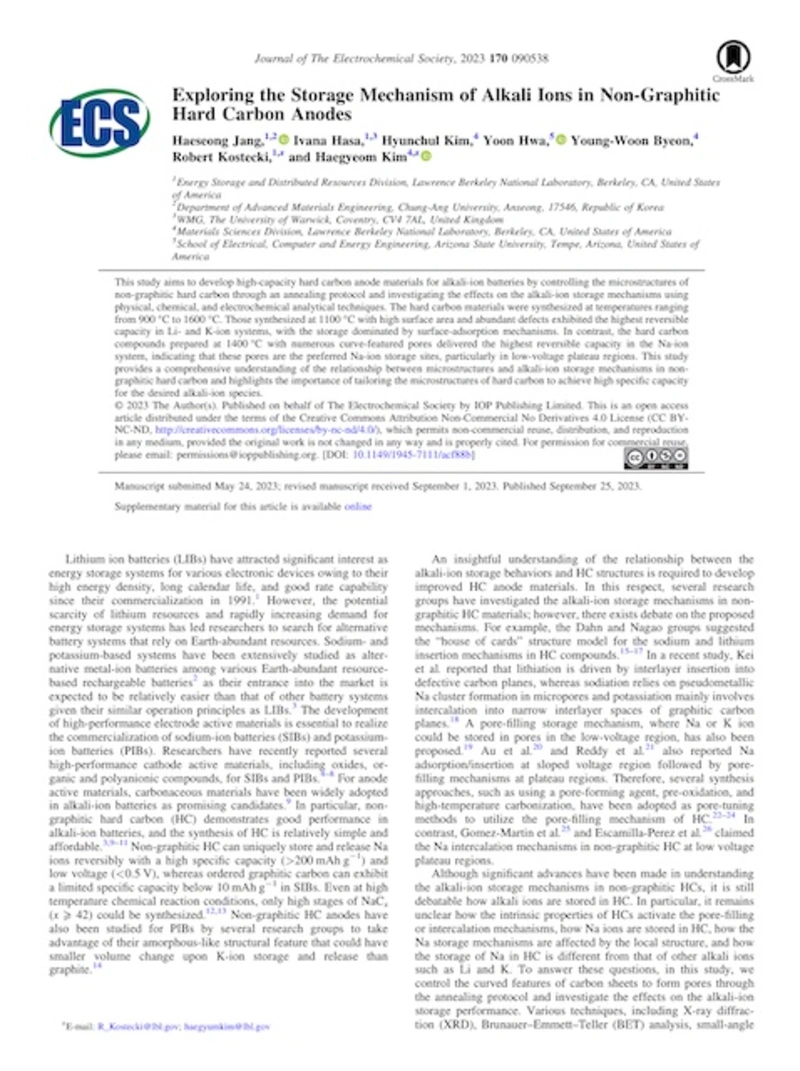 Journal of The Electrochemical Society, 2023 170 090538
CrossMark
ECS
Exploring the Storage Mechanism of Alkali Ions in Non-Graphitic
Hard Carbon Anodes
Haeseong Jang,1,2 Ivana Hasa,1,3 Hyunchul Kim,4 Yoon Hwa,5 Young-Woon Byeon,4
Robert Kostecki,1,z and Haegyeom Kim4,z
1Energy Storage and Distributed Resources Division, Lawrence Berkeley National Laboratory, Berkeley, CA, United States
of America
2Department of Advanced Materials Engineering, Chung-Ang University, Anseong, 17546, Republic of Korea
3WMG, The University of Warwick, Coventry, CV4 7AL, United Kingdom
4Materials Sciences Division, Lawrence Berkeley National Laboratory, Berkeley, CA, United States of America
5School of Electrical, Computer and Energy Engineering, Arizona State University, Tempe, Arizona, United States of
America
This study aims to develop high-capacity hard carbon anode materials for alkali-ion batteries by controlling the microstructures of
non-graphitic hard carbon through an annealing protocol and investigating the effects on the alkali-ion storage mechanisms using
physical, chemical, and electrochemical analytical techniques. The hard carbon materials were synthesized at temperatures ranging
from 900 °C to 1600 °C. Those synthesized at 1100 °C with high surface area and abundant defects exhibited the highest reversible
capacity in Li- and K-ion systems, with the storage dominated by surface-adsorption mechanisms. In contrast, the hard carbon
compounds prepared at 1400 °C with numerous curve-featured pores delivered the highest reversible capacity in the Na-ion
system, indicating that these pores are the preferred Na-ion storage sites, particularly in low-voltage plateau regions. This study
provides a comprehensive understanding of the relationship between microstructures and alkali-ion storage mechanisms in non-
graphitic hard carbon and highlights the importance of tailoring the microstructures of hard carbon to achieve high specific capacity
for the desired alkali-ion species.
© 2023 The Author(s). Published on behalf of The Electrochemical Society by IOP Publishing Limited. This is an open access
article distributed under the terms of the Creative Commons Attribution Non-Commercial No Derivatives 4.0 License (CC BY-
NC-ND, http://creativecommons.org/licenses/by-nc-nd/4.0/), which permits non-commercial reuse, distribution, and reproduction
in any medium, provided the original work is not changed in any way and is properly cited. For permission for commercial reuse,
please email: permissions@ioppublishing.org. [DOI: 10.1149/1945-7111/acf88b]
Manuscript submitted May 24, 2023; revised manuscript received September 1, 2023. Published September 25, 2023.
Supplementary material for this article is available online
Lithium ion batteries (LIBs) have attracted significant interest as
energy storage systems for various electronic devices owing to their
high energy density, long calendar life, and good rate capability
since their commercialization in 1991.1 However, the potential
scarcity of lithium resources and rapidly increasing demand for
energy storage systems has led researchers to search for alternative
battery systems that rely on Earth-abundant resources. Sodium- and
potassium-based systems have been extensively studied as alter-
native metal-ion batteries among various Earth-abundant resource-
based rechargeable batteries2 as their entrance into the market is
expected to be relatively easier than that of other battery systems
given their similar operation principles as LIBs.3 The development
of high-performance electrode active materials is essential to realize
the commercialization of sodium-ion batteries (SIBs) and potassium-
ion batteries (PIBs). Researchers have recently reported several
high-performance cathode active materials, including oxides, or-
ganic and polyanionic compounds, for SIBs and PIBs.4–8 For anode
active materials, carbonaceous materials have been widely adopted
in alkali-ion batteries as promising candidates.9 In particular, non-
graphitic hard carbon (HC) demonstrates good performance in
alkali-ion batteries, and the synthesis of HC is relatively simple and
affordable.3,9–11 Non-graphitic HC can uniquely store and release Na
ions reversibly with a high specific capacity (>200 mAh g−1) and
low voltage (<0.5 V), whereas ordered graphitic carbon can exhibit
a limited specific capacity below 10 mAh g−1 in SIBs. Even at high
temperature chemical reaction conditions, only high stages of NaCx
(x ⩾ 42) could be synthesized.12,13 Non-graphitic HC anodes have
also been studied for PIBs by several research groups to take
advantage of their amorphous-like structural feature that could have
smaller volume change upon K-ion storage and release than
graphite.14
zE-mail: R_Kostecki@lbl.gov; haegyumkim@lbl.gov
An insightful understanding of the relationship between the
alkali-ion storage behaviors and HC structures is required to develop
improved HC anode materials. In this respect, several research
groups have investigated the alkali-ion storage mechanisms in non-
graphitic HC materials; however, there exists debate on the proposed
mechanisms. For example, the Dahn and Nagao groups suggested
the "house of cards" structure model for the sodium and lithium
insertion mechanisms in HC compounds.15–17 In a recent study, Kei
et al. reported that lithiation is driven by interlayer insertion into
defective carbon planes, whereas sodiation relies on pseudometallic
Na cluster formation in micropores and potassiation mainly involves
intercalation into narrow interlayer spaces of graphitic carbon
planes.18 A pore-filling storage mechanism, where Na or K ion
could be stored in pores in the low-voltage region, has also been
proposed.19 Au et al.20 and Reddy et al.21 also reported Na
adsorption/insertion at sloped voltage region followed by pore-
filling mechanisms at plateau regions. Therefore, several synthesis
approaches, such as using a pore-forming agent, pre-oxidation, and
high-temperature carbonization, have been adopted as pore-tuning
methods to utilize the pore-filling mechanism of HC.22–24 In
contrast, Gomez-Martin et al.25 and Escamilla-Perez et al.26 claimed
the Na intercalation mechanisms in non-graphitic HC at low voltage
plateau regions.
Although significant advances have been made in understanding
the alkali-ion storage mechanisms in non-graphitic HCs, it is still
debatable how alkali ions are stored in HC. In particular, it remains
unclear how the intrinsic properties of HCs activate the pore-filling
or intercalation mechanisms, how Na ions are stored in HC, how the
Na storage mechanisms are affected by the local structure, and how
the storage of Na in HC is different from that of other alkali ions
such as Li and K. To answer these questions, in this study, we
control the curved features of carbon sheets to form pores through
the annealing protocol and investigate the effects on the alkali-ion
storage performance. Various techniques, including X-ray diffrac-
tion (XRD), Brunauer–Emmett–Teller (BET) analysis, small-angle